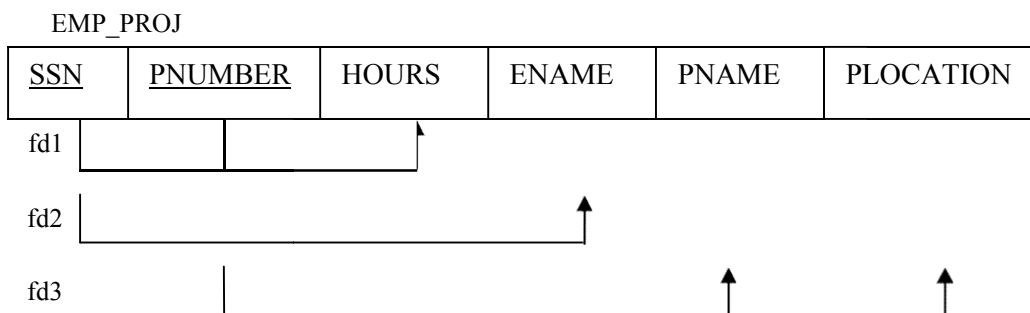 EMP_PROJ
SSN PNUMBER HOURS ENAME PNAME PLOCATION
fd1
fd2
fd3